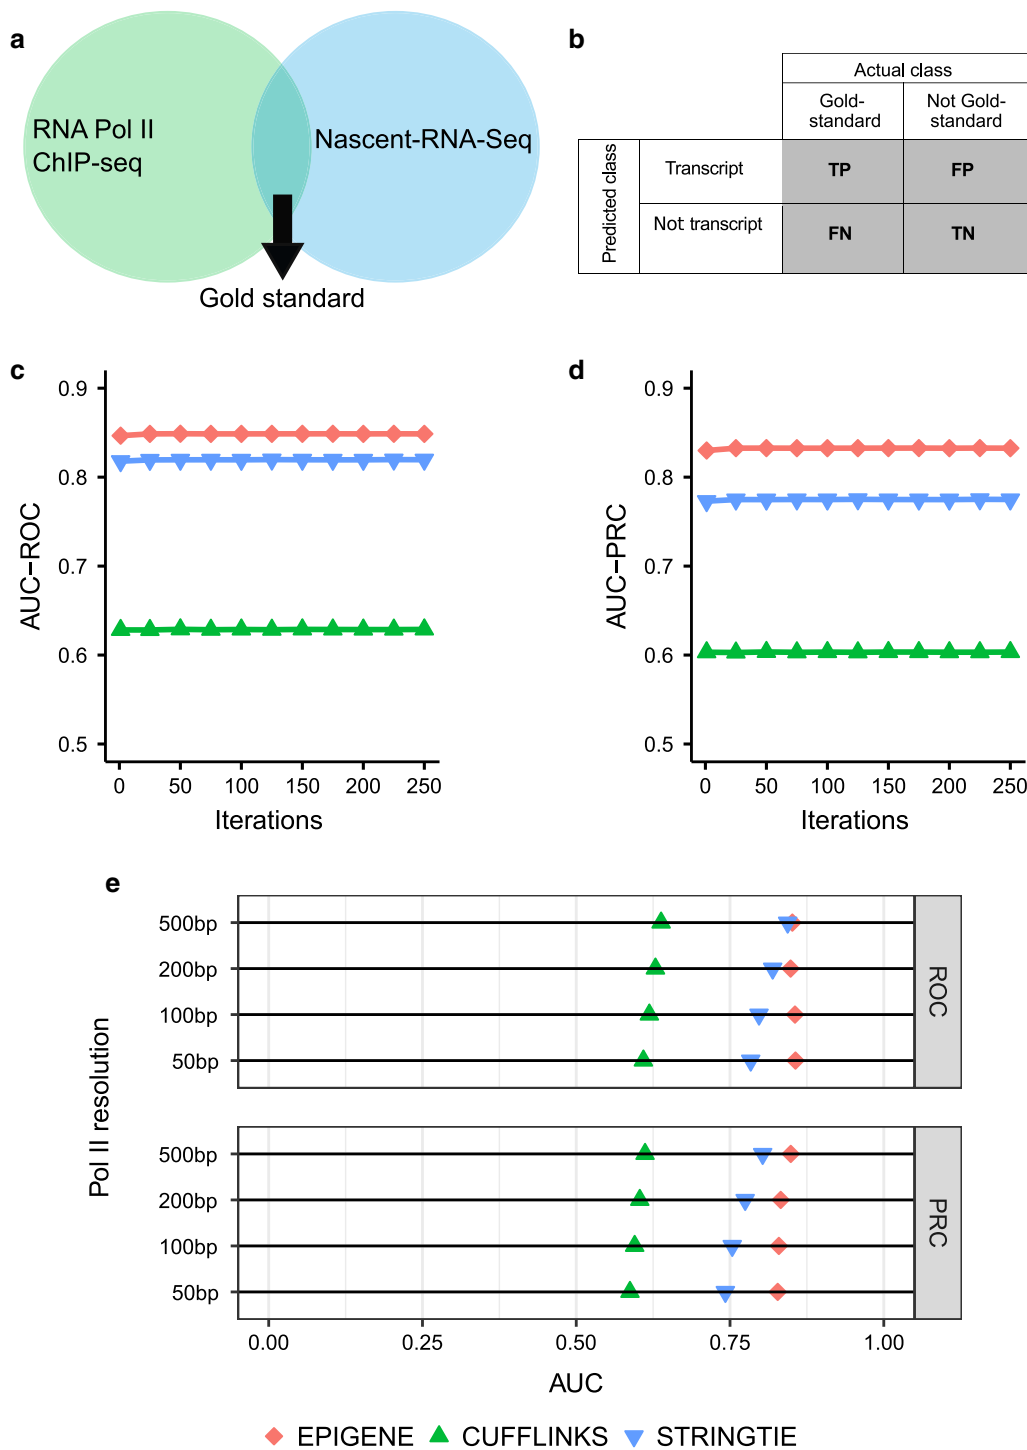 a
RNA Pol II
ChIP-seq
Nascent-RNA-Seq
Gold standard
b
Actual class
Gold-
standard
Not Gold-
standard
Predicted class
Transcript
TP
FP
Not transcript
FN
TN
c
AUC−ROC
0.9
0.8
0.7
0.6
0.5
0
50
100
150
200
250
Iterations
d
AUC−PRC
0.9
0.8
0.7
0.6
0.5
0
50
100
150
200
250
Iterations
e
Pol II resolution
500bp
200bp
100bp
50bp
ROC
500bp
200bp
100bp
50bp
PRC
0.00
0.25
0.50
0.75
1.00
AUC
EPIGENE
CUFFLINKS
STRINGTIE